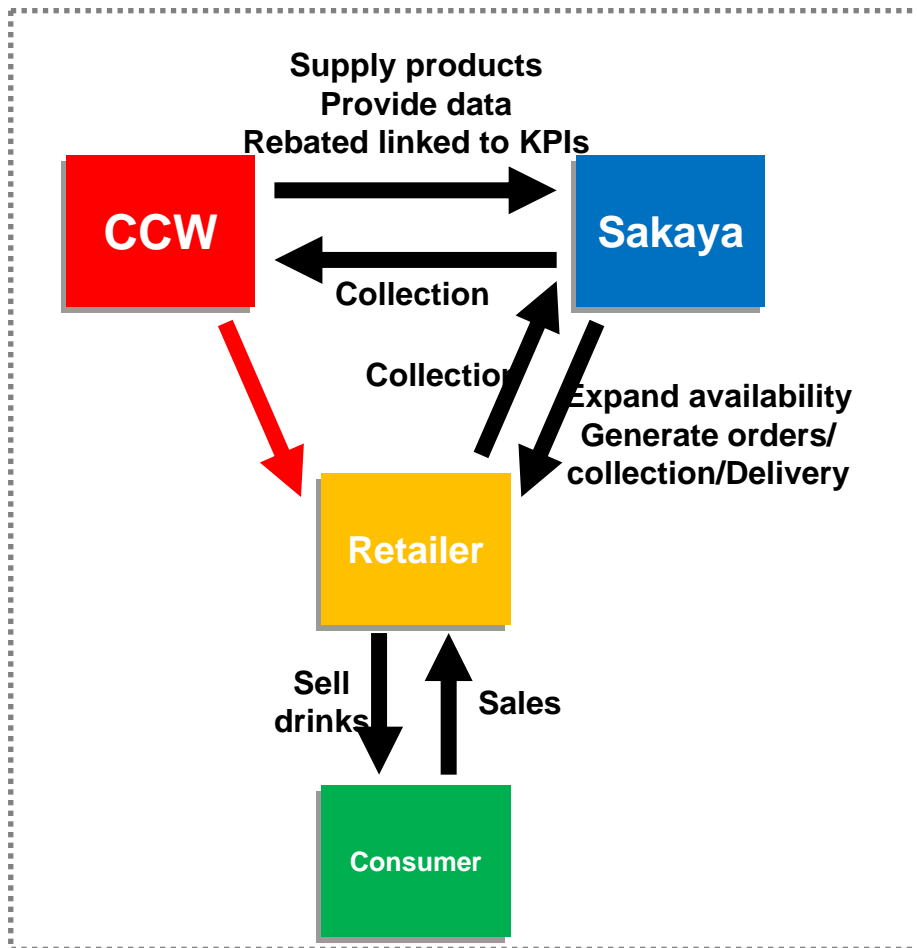 Supply products
Provide data
Rebated linked to KPIs
CCW
Sakaya
Collection
Collection
Expand availability
Generate orders/
collection/Delivery
Retailer
Sell
drinks
Sales
Consumer